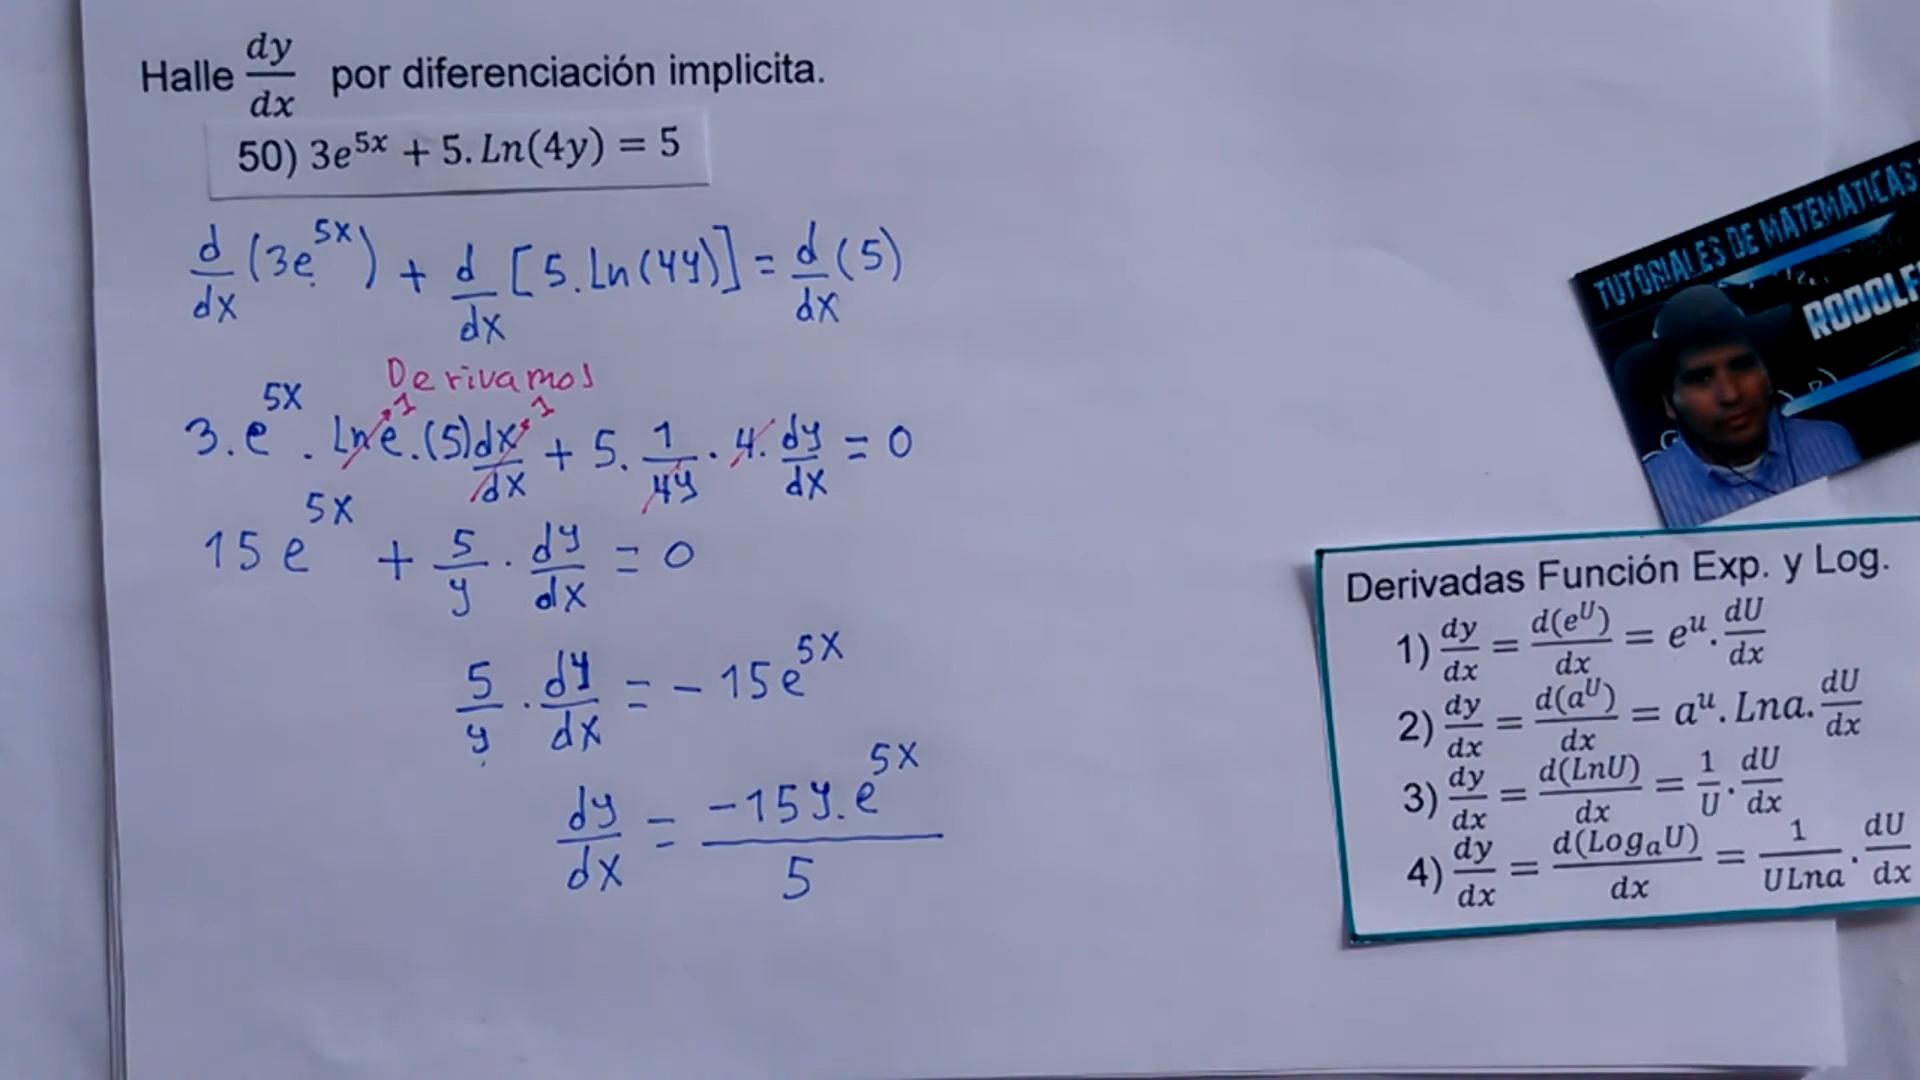 Halle dy/dx por diferenciación implicita.
50) 3e^{5x} + 5. Ln(4y) = 5
d/dx (3e^{5x}) + d/dx [5.Ln(4y)] = d/dx (5)
Derivamos
3.e^{5x} . Lne^{1} . (5) dx/dx^{1} + 5. 1/4y . 4. dy/dx = 0
15e^{5x} + 5/y . dy/dx = 0
5/y . dy/dx = -15e^{5x}
dy/dx = -15y.e^{5x}/5
TUTORIALES DE MATEMATICAS
Derivadas Función Exp. y Log.
1) dy/dx = d(e^U)/dx = e^u . dU/dx
2) dy/dx = d(a^U)/dx = a^u . Lna. dU/dx
3) dy/dx = d(LnU)/dx = 1/U . dU/dx
4) dy/dx = d(Log_a U)/dx = 1/ULna . dU/dx